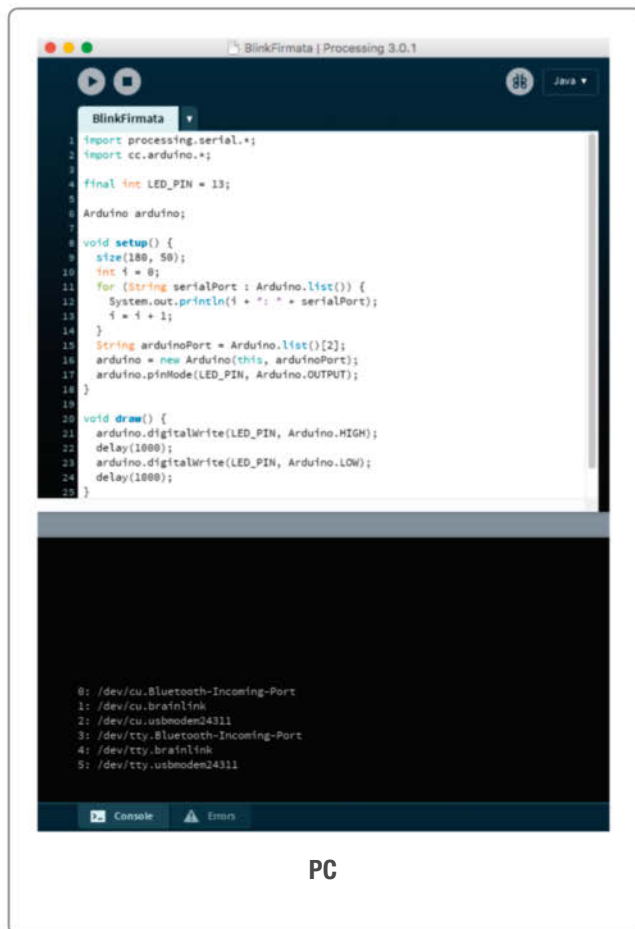 BlinkFirmata | Processing 3.0.1
Java ▾
BlinkFirmata ▾
1 import processing.serial.*;
2 import cc.arduino.*;
3
4 final int LED_PIN = 13;
5
6 Arduino arduino;
7
8 void setup() {
9   size(180, 50);
10   int i = 0;
11   for (String serialPort : Arduino.list()) {
12     System.out.println(i + ": " + serialPort);
13     i = i + 1;
14   }
15   String arduinoPort = Arduino.list()[2];
16   arduino = new Arduino(this, arduinoPort);
17   arduino.pinMode(LED_PIN, Arduino.OUTPUT);
18 }
19
20 void draw() {
21   arduino.digitalWrite(LED_PIN, Arduino.HIGH);
22   delay(1000);
23   arduino.digitalWrite(LED_PIN, Arduino.LOW);
24   delay(1000);
25 }
0: /dev/cu.Bluetooth-Incoming-Port
1: /dev/cu.brainlink
2: /dev/cu.usbmodem24311
3: /dev/tty.Bluetooth-Incoming-Port
4: /dev/tty.brainlink
5: /dev/tty.usbmodem24311
Console Errors
PC